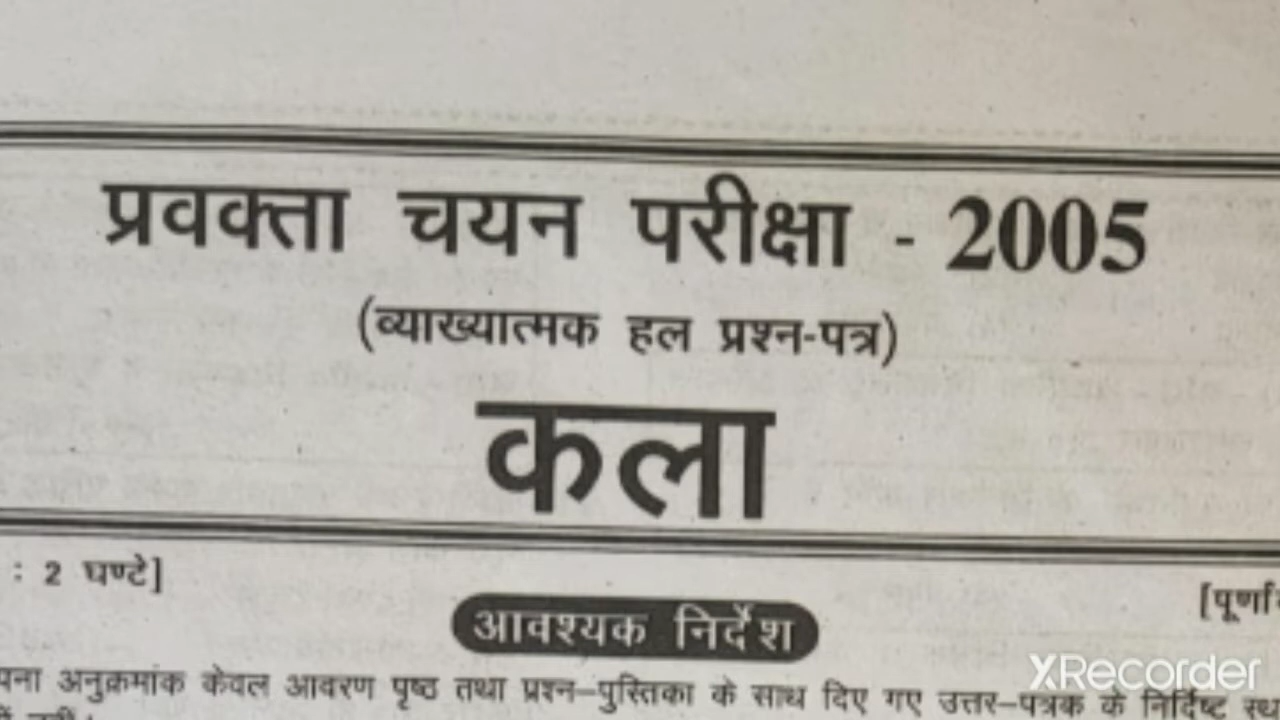 प्रवक्ता चयन परीक्षा - 2005
(व्याख्यात्मक हल प्रश्न-पत्र)
कला
: 2 घण्टे]
आवश्यक निर्देश
अनुक्रमांक केवल आवरण पृष्ठ तथा प्रश्न-पुस्तिका के साथ दिए गए उत्तर-पत्रक के निर्दिष्ट
XRecorder